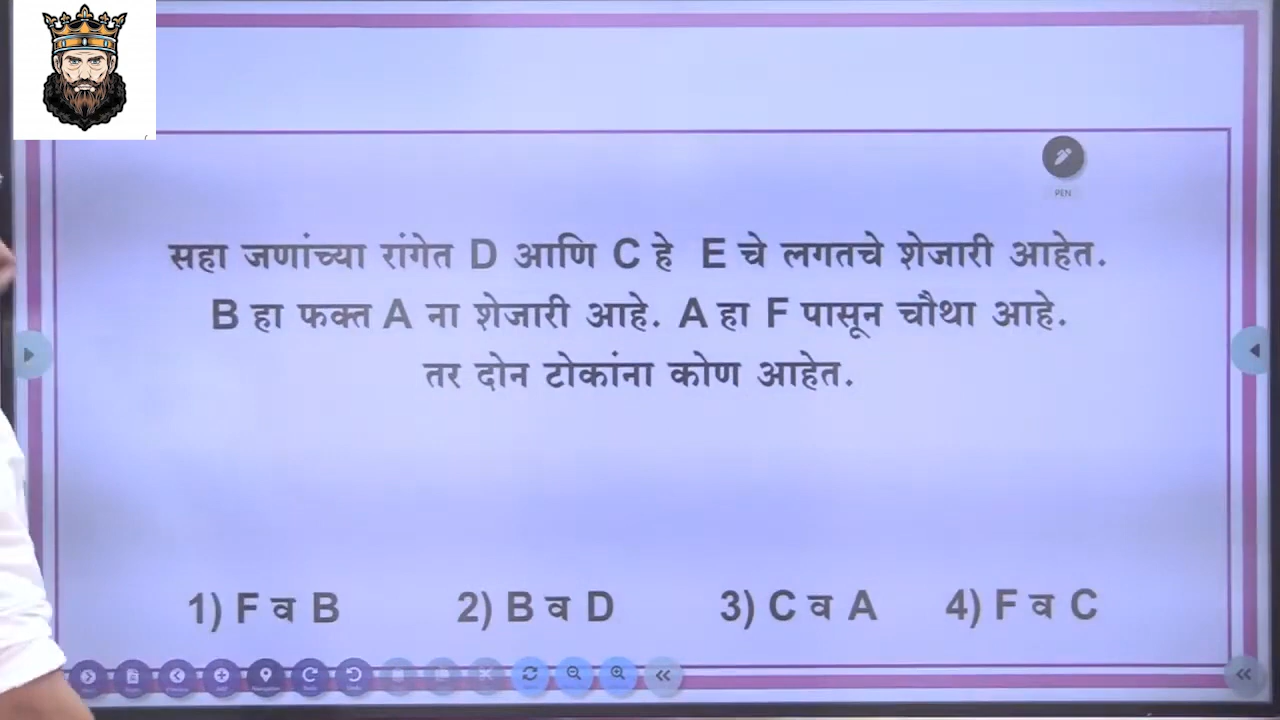 PEN
सहा जणांच्या रांगेत D आणि C हे E चे लगतचे शेजारी आहेत.
B हा फक्त A ना शेजारी आहे. A हा F पासून चौथा आहे.
तर दोन टोकांना कोण आहेत.
1) F व B 2) B व D 3) C व A 4) F व C